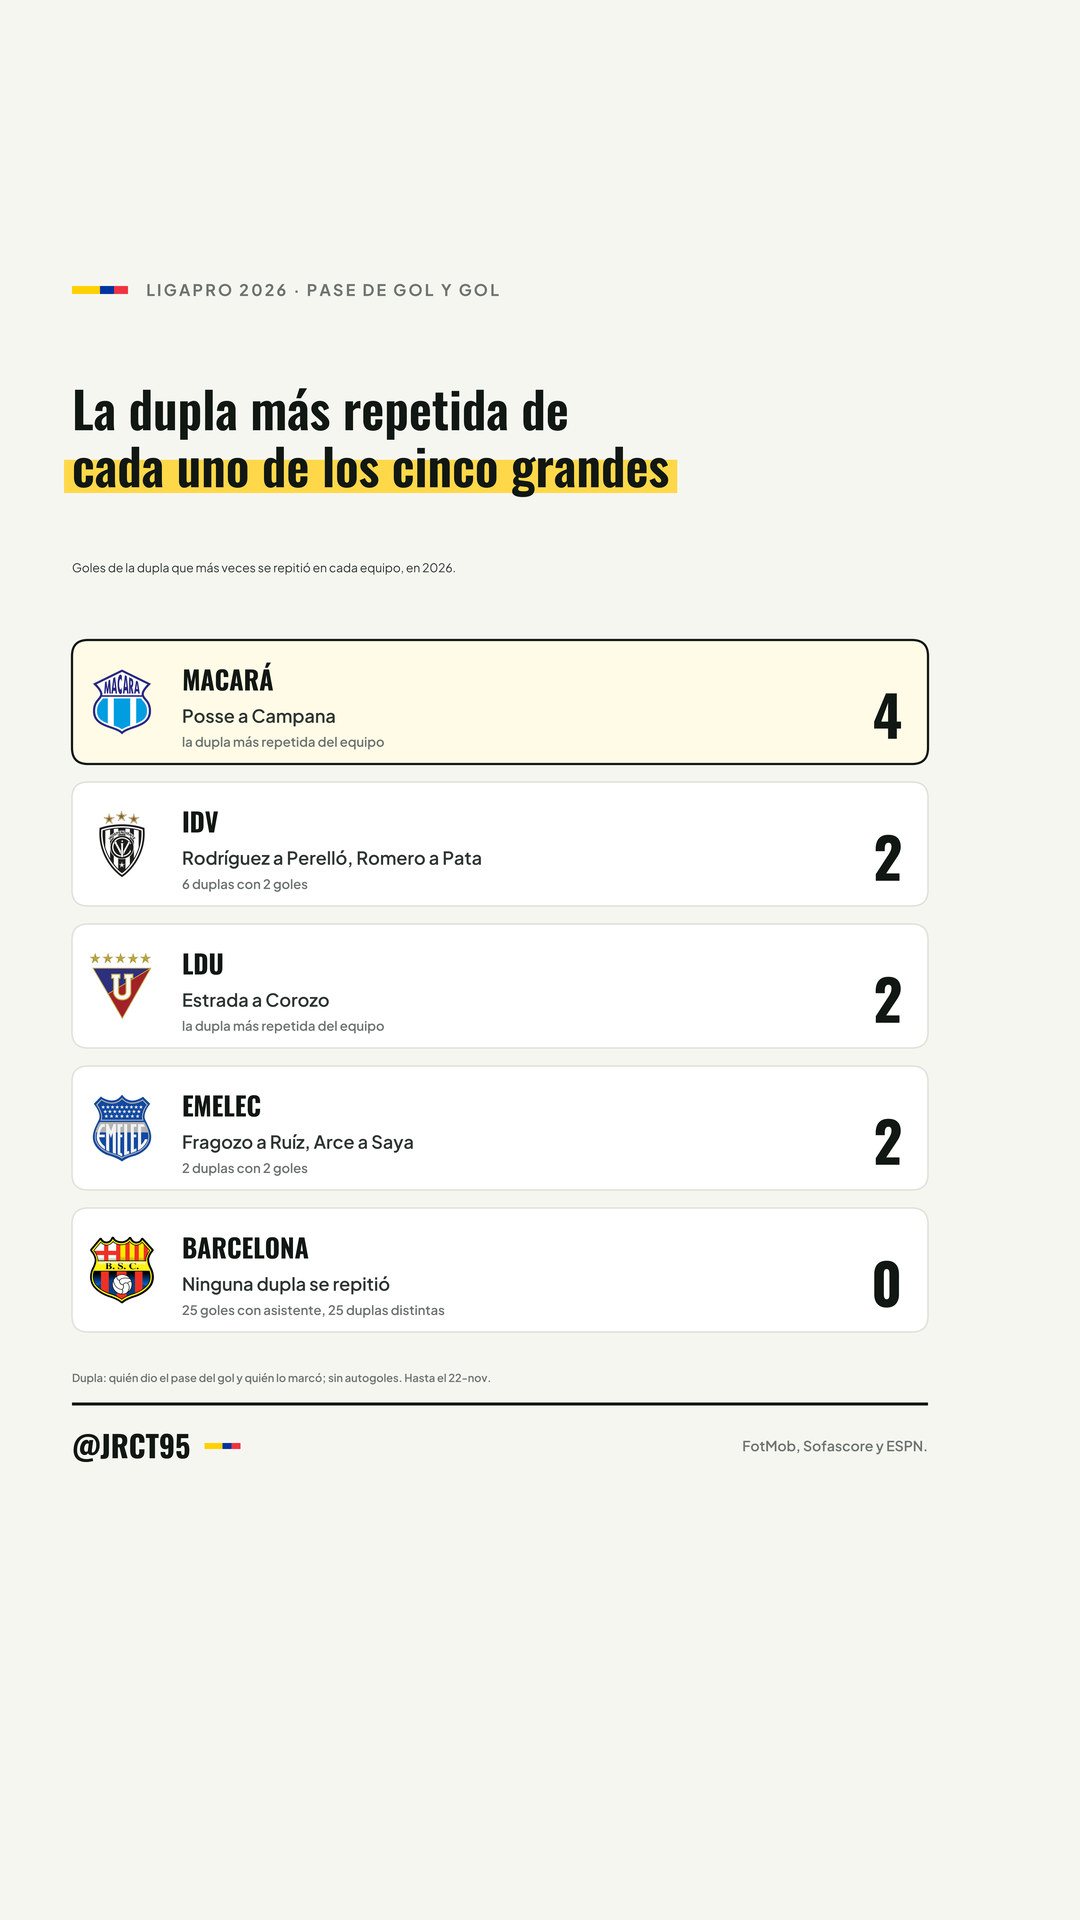 LIGAPRO 2026 · PASE DE GOL Y GOL
La dupla más repetida de
cada uno de los cinco grandes
Goles de la dupla que más veces se repitió en cada equipo, en 2026.
MACARÁ
MACARÁ
Posse a Campana
la dupla más repetida del equipo
4
IDV
Rodríguez a Perelló, Romero a Pata
6 duplas con 2 goles
2
U
LDU
Estrada a Corozo
la dupla más repetida del equipo
2
EMELEC
EMELEC
Fragozo a Ruíz, Arce a Saya
2 duplas con 2 goles
2
B. S. C.
BARCELONA
Ninguna dupla se repitió
25 goles con asistente, 25 duplas distintas
0
Dupla: quién dio el pase del gol y quién lo marcó; sin autogoles. Hasta el 22-nov.
@JRCT95
FotMob, Sofascore y ESPN.